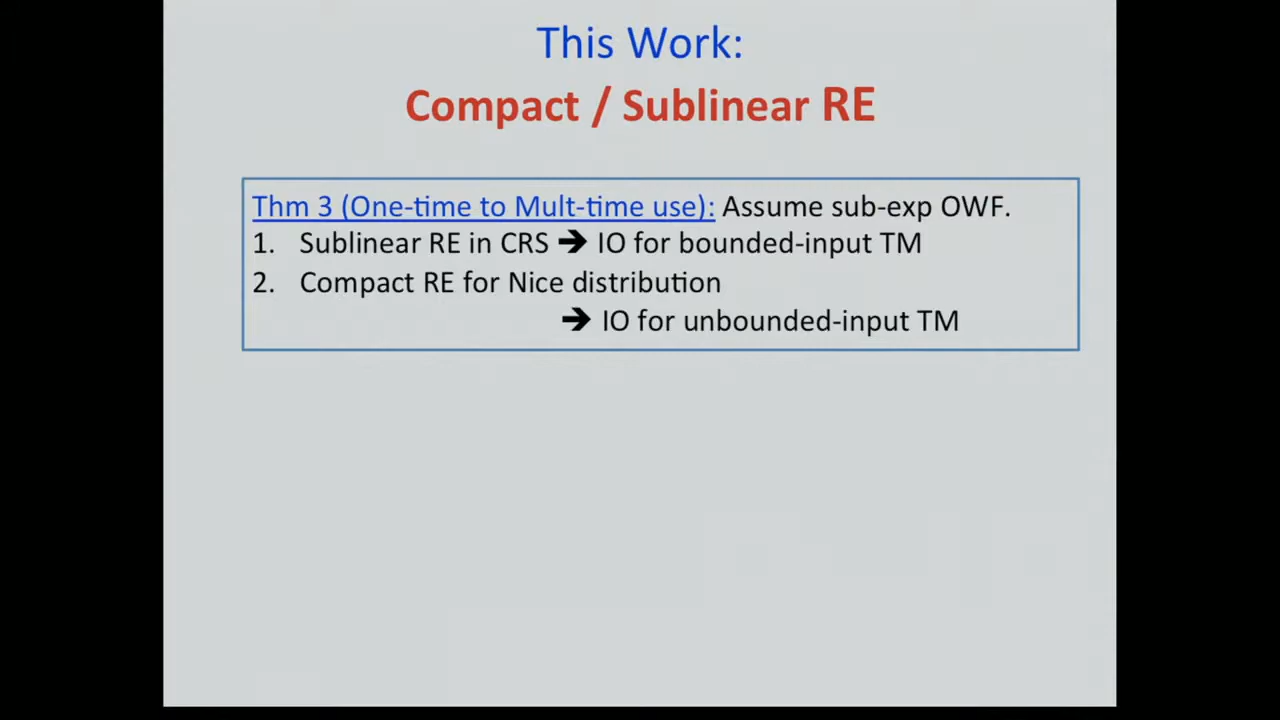 This Work:
Compact / Sublinear RE
Thm 3 (One-time to Mult-time use): Assume sub-exp OWF.
1. Sublinear RE in CRS ➔ IO for bounded-input TM
2. Compact RE for Nice distribution
➔ IO for unbounded-input TM